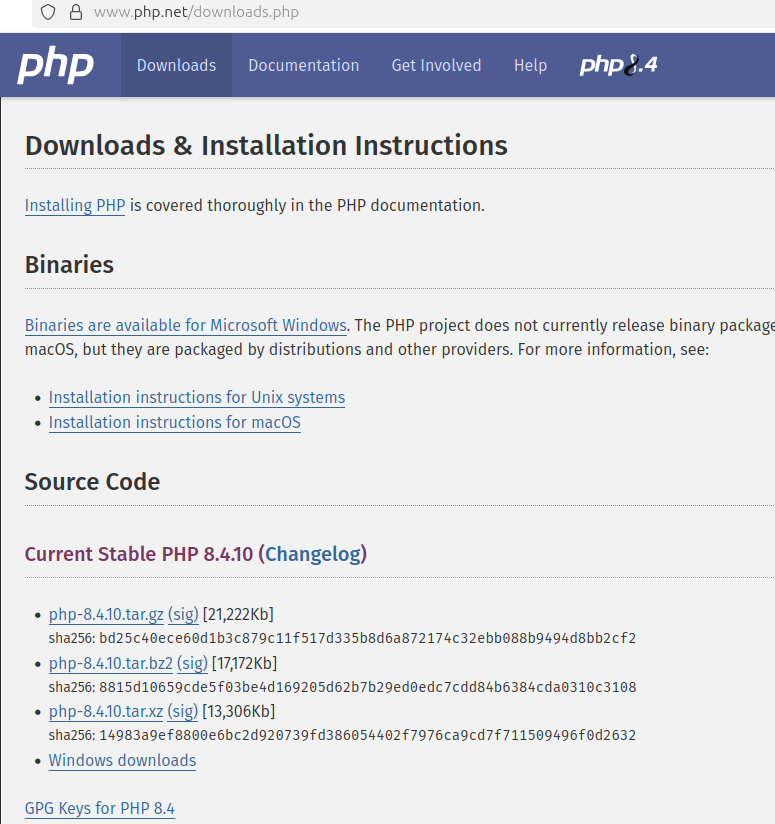 www.php.net/downloads.php
php Downloads Documentation Get Involved Help php8.4
Downloads & Installation Instructions
Installing PHP is covered thoroughly in the PHP documentation.
Binaries
Binaries are available for Microsoft Windows. The PHP project does not currently release binary package
macOS, but they are packaged by distributions and other providers. For more information, see:
• Installation instructions for Unix systems
• Installation instructions for macOS
Source Code
Current Stable PHP 8.4.10 (Changelog)
• php-8.4.10.tar.gz (sig) [21,222Kb]
sha256: bd25c40ece60d1b3c879c11f517d335b8d6a872174c32ebb088b9494d8bb2cf2
• php-8.4.10.tar.bz2 (sig) [17,172Kb]
sha256: 8815d10659cde5f03be4d169205d62b7b29ed0edc7cdd84b6384cda0310c3108
• php-8.4.10.tar.xz (sig) [13,306Kb]
sha256: 14983a9ef8800e6bc2d920739fd386054402f7976ca9cd7f711509496f0d2632
• Windows downloads
GPG Keys for PHP 8.4